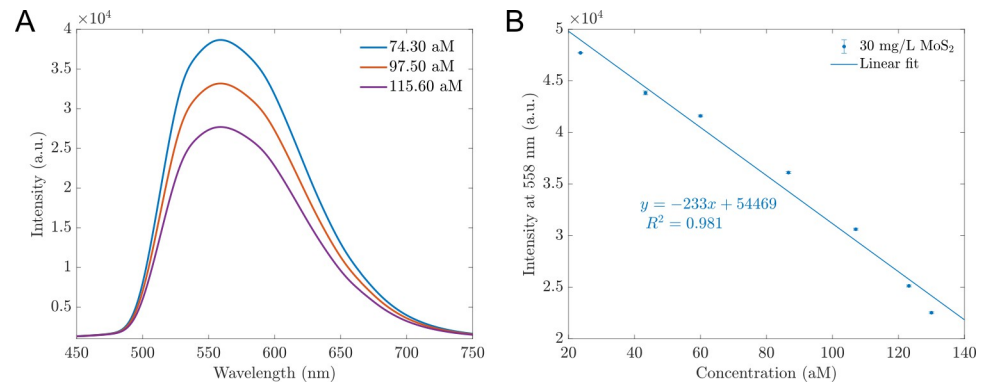 A
×10⁴
4
3.5
3
2.5
2
1.5
1
0.5
450
500
550
600
650
700
750
Intensity (a.u.)
Wavelength (nm)
74.30 aM
97.50 aM
115.60 aM
B
×10⁴
5
4.5
4
3.5
3
2.5
2
20
40
60
80
100
120
140
Intensity at 558 nm (a.u.)
Concentration (aM)
30 mg/L MoS₂
Linear fit
y = −233x + 54469
R² = 0.981